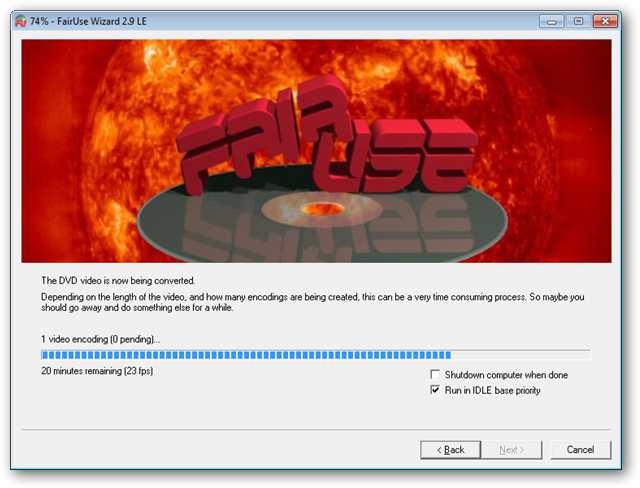 74% - FairUse Wizard 2.9 LE
FAIR
USE
The DVD video is now being converted.
Depending on the length of the video, and how many encodings are being created, this can be a very time consuming process. So maybe you
should go away and do something else for a while.
1 video encoding (0 pending)...
20 minutes remaining (23 fps)
Shutdown computer when done
Run in IDLE base priority
< Back
Next >
Cancel